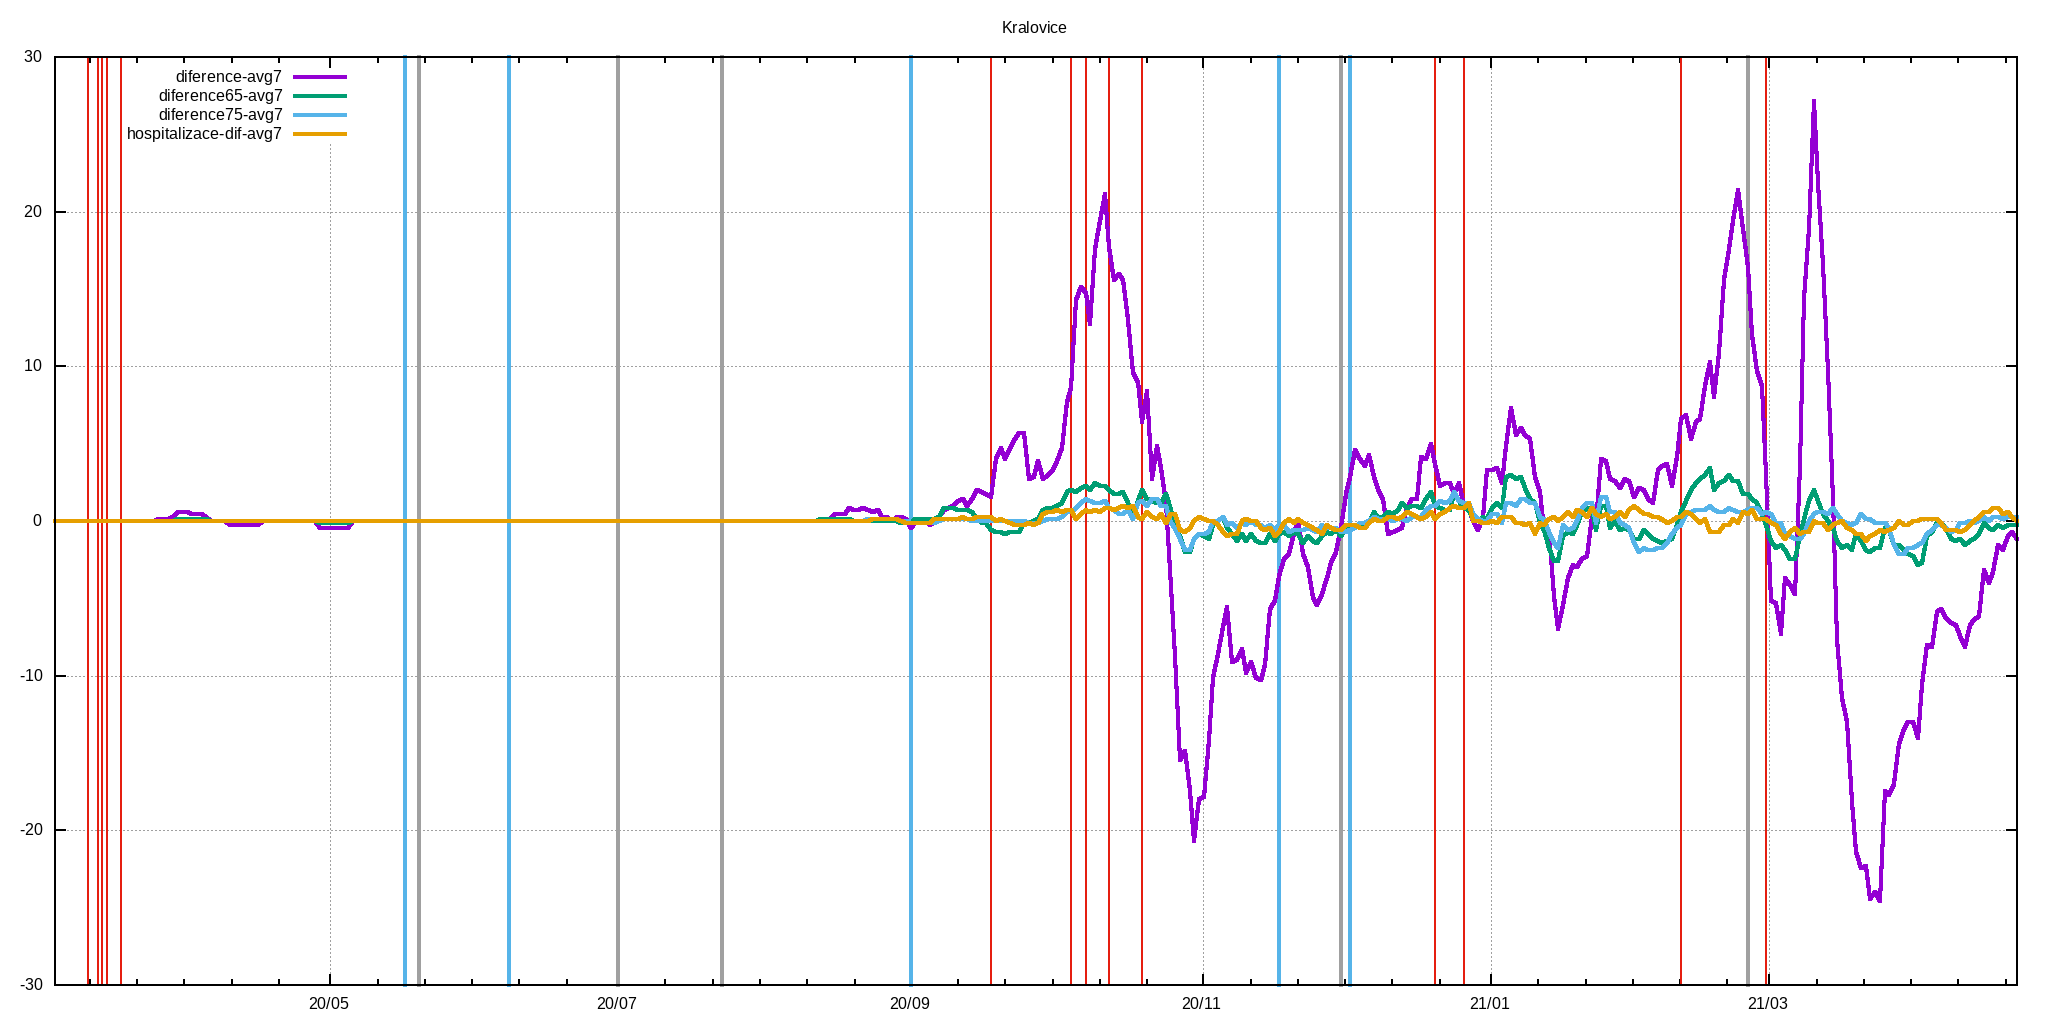 Kralovice
30
diference-avg7
diference65-avg7
diference75-avg7
hospitalizace-dif-avg7
20
10
0
-10
-20
-30
20/05 20/07 20/09 20/11 21/01 21/03